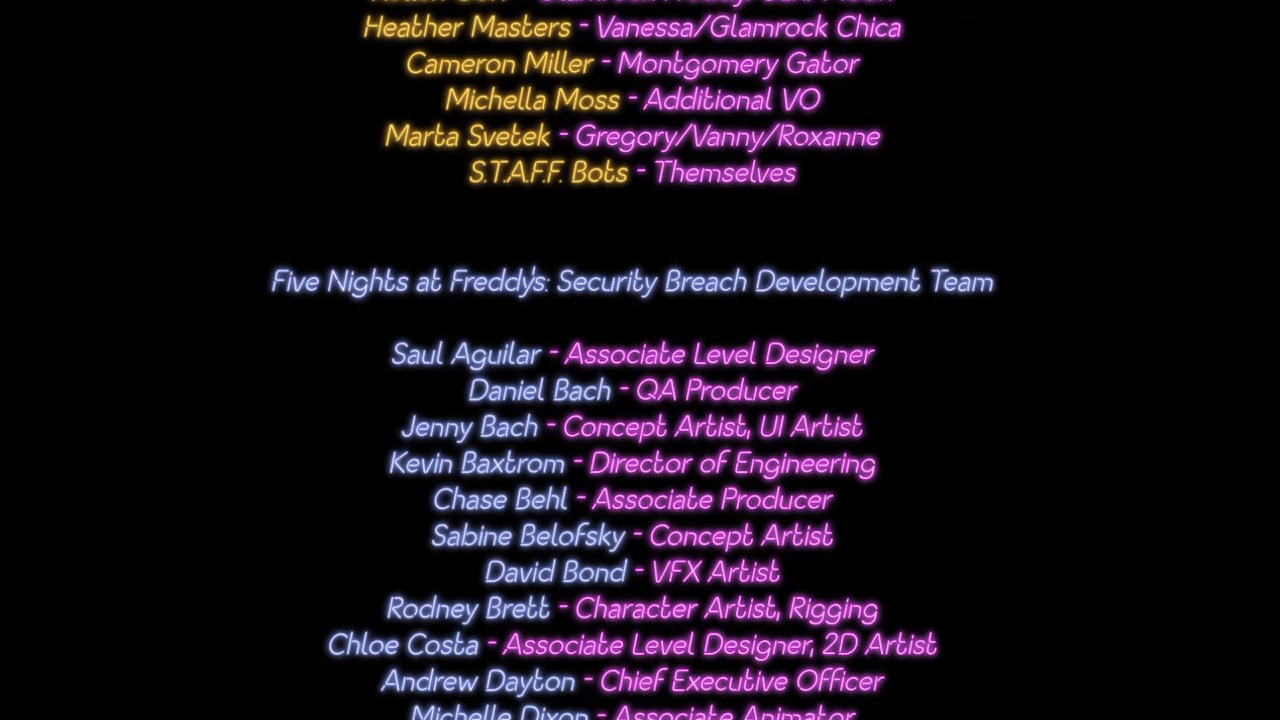 Heather Masters - Vanessa/Glamrock Chica
Cameron Miller - Montgomery Gator
Michella Moss - Additional VO
Marta Svetek - Gregory/Vanny/Roxanne
S.T.A.F.F. Bots - Themselves
Five Nights at Freddy's: Security Breach Development Team
Saul Aguilar - Associate Level Designer
Daniel Bach - QA Producer
Jenny Bach - Concept Artist, UI Artist
Kevin Baxtrom - Director of Engineering
Chase Behl - Associate Producer
Sabine Belofsky - Concept Artist
David Bond - VFX Artist
Rodney Brett - Character Artist, Rigging
Chloe Costa - Associate Level Designer, 2D Artist
Andrew Dayton - Chief Executive Officer
Michelle Dixon - Associate Animator